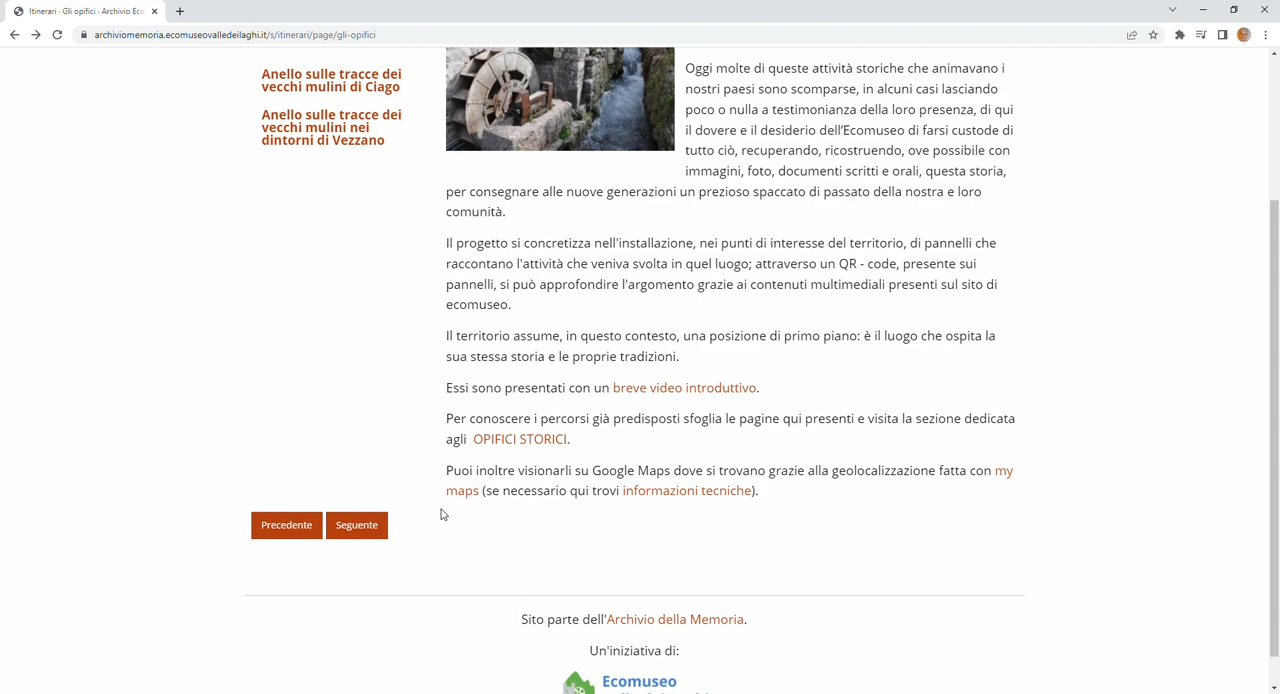 Itinerari · Gli opifici · Archivio Eco
archiviomemoria.ecomuseovalledeilaghi.it/s/itinerari/page/gli-opifici
Anello sulle tracce dei
vecchi mulini di Ciago
Anello sulle tracce dei
vecchi mulini nei
dintorni di Vezzano
Oggi molte di queste attività storiche che animavano i
nostri paesi sono scomparse, in alcuni casi lasciando
poco o nulla a testimonianza della loro presenza, di qui
il dovere e il desiderio dell’Ecomuseo di farsi custode di
tutto ciò, recuperando, ricostruendo, ove possibile con
immagini, foto, documenti scritti e orali, questa storia,
per consegnare alle nuove generazioni un prezioso spaccato di passato della nostra e loro
comunità.
Il progetto si concretizza nell'installazione, nei punti di interesse del territorio, di pannelli che
raccontano l'attività che veniva svolta in quel luogo; attraverso un QR - code, presente sui
pannelli, si può approfondire l'argomento grazie ai contenuti multimediali presenti sul sito di
ecomuseo.
Il territorio assume, in questo contesto, una posizione di primo piano: è il luogo che ospita la
sua stessa storia e le proprie tradizioni.
Essi sono presentati con un breve video introduttivo.
Per conoscere i percorsi già predisposti sfoglia le pagine qui presenti e visita la sezione dedicata
agli OPIFICI STORICI.
Puoi inoltre visionarli su Google Maps dove si trovano grazie alla geolocalizzazione fatta con my
maps (se necessario qui trovi informazioni tecniche).
Precedente Seguente
Sito parte dell'Archivio della Memoria.
Un'iniziativa di:
Ecomuseo